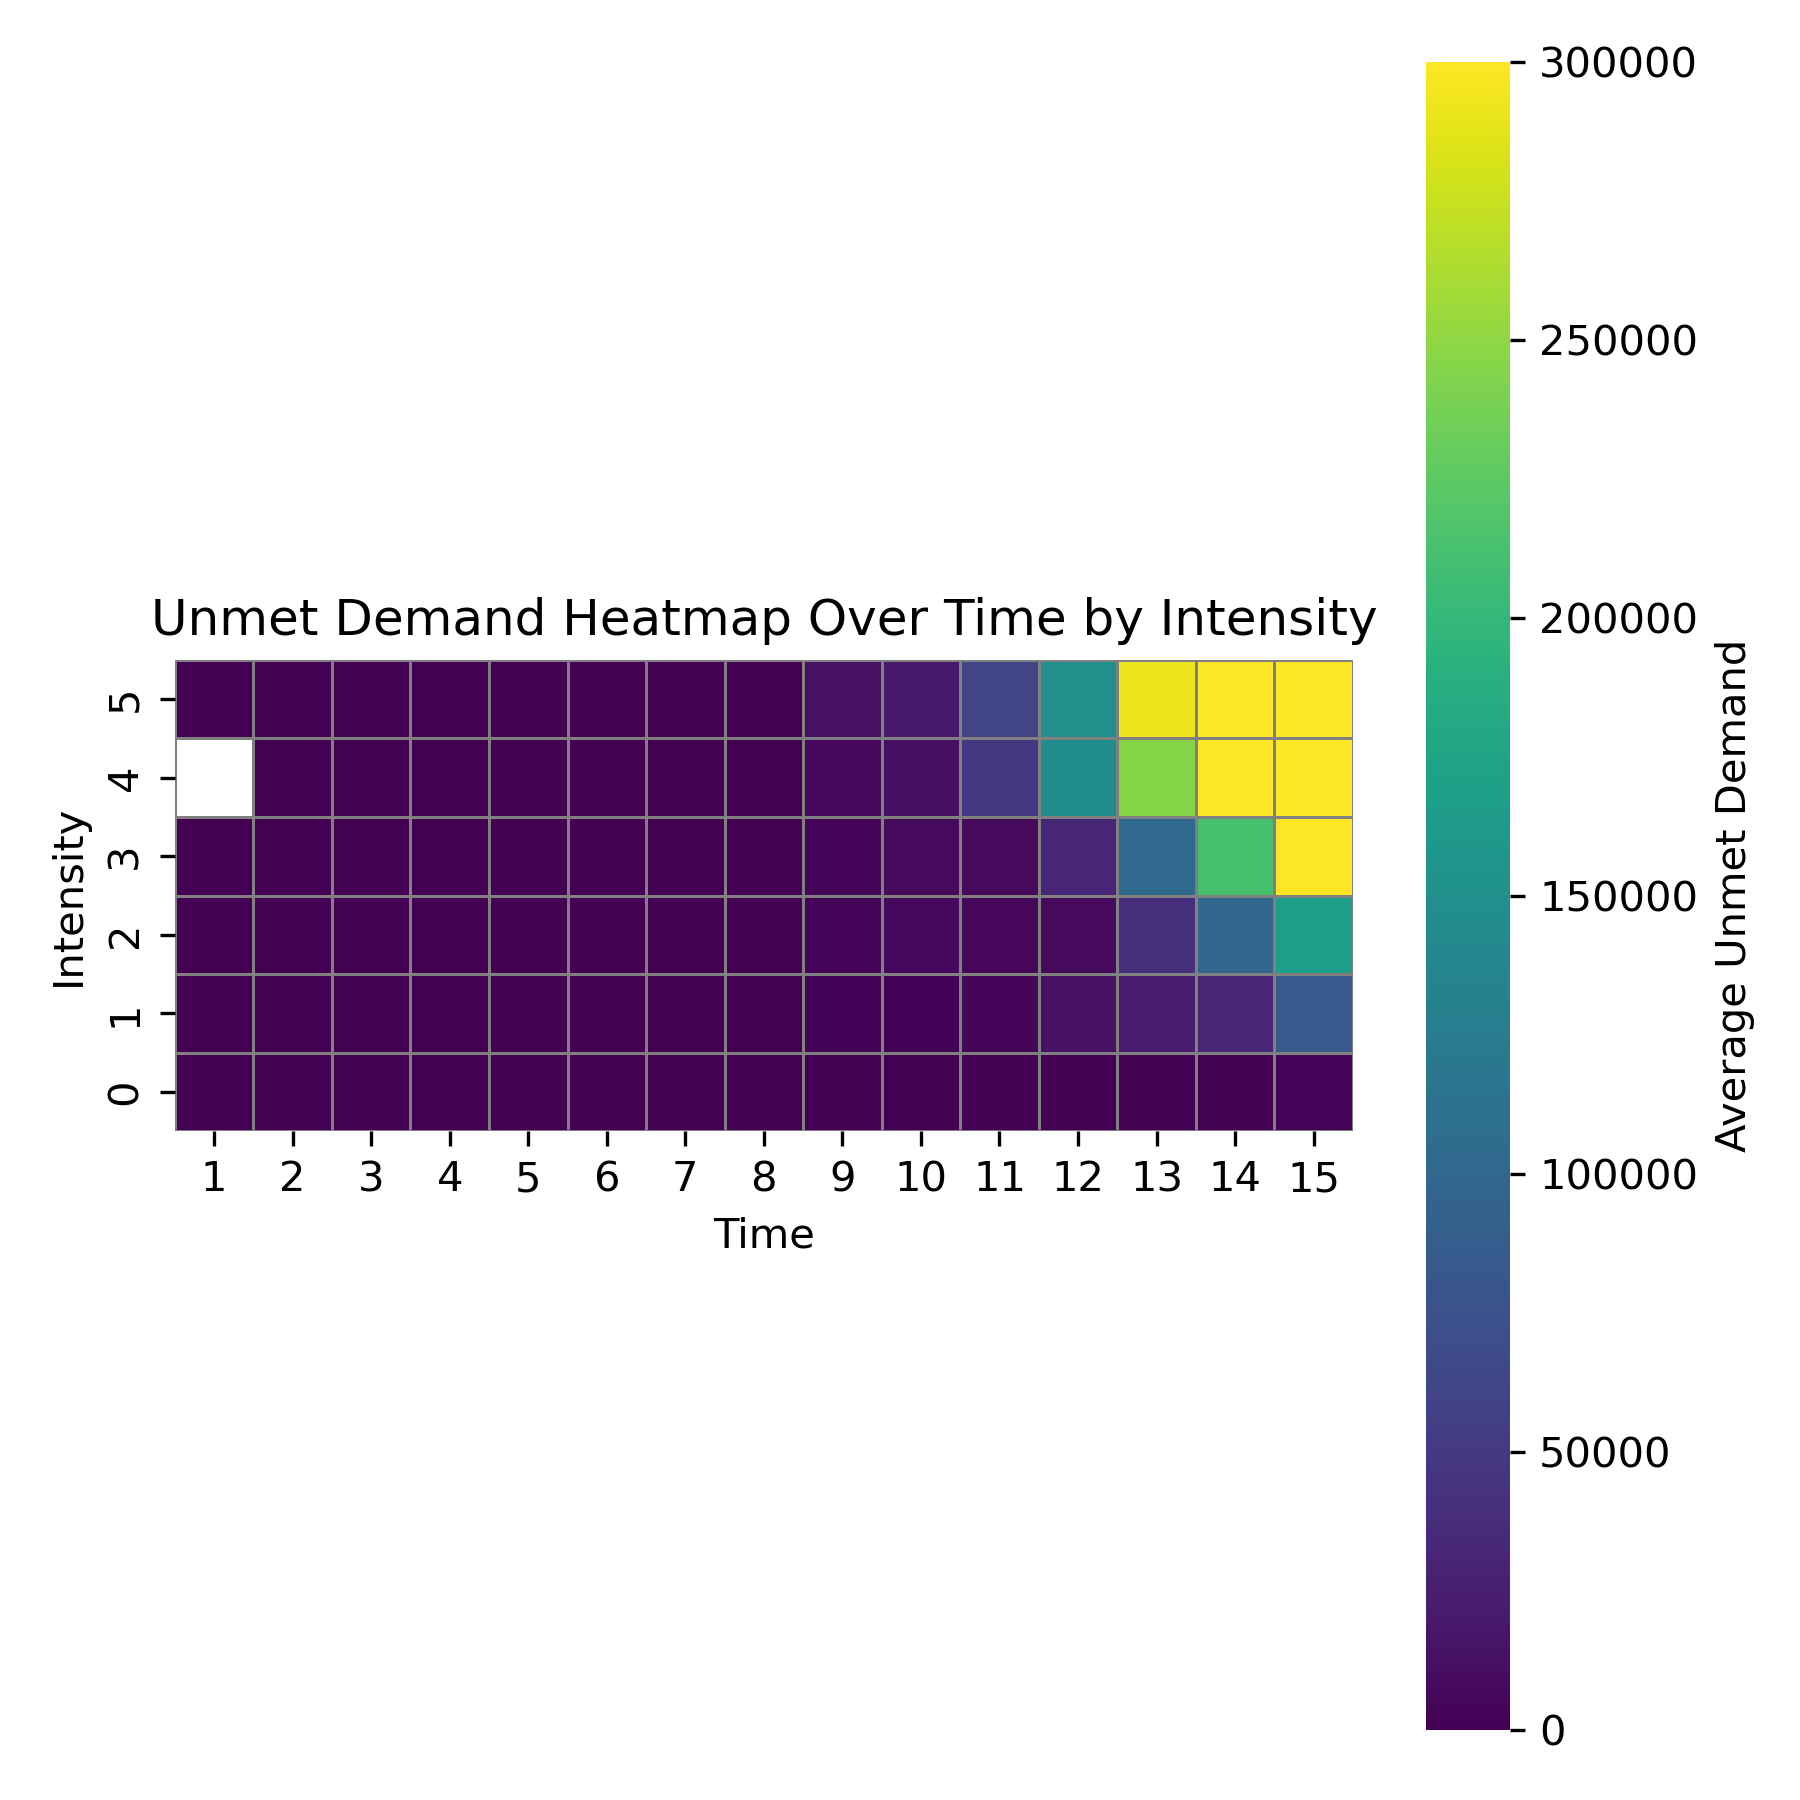 Unmet Demand Heatmap Over Time by Intensity
Intensity
5
4
3
2
1
0
1 2 3 4 5 6 7 8 9 10 11 12 13 14 15
Time
300000
250000
200000
150000
100000
50000
0
Average Unmet Demand